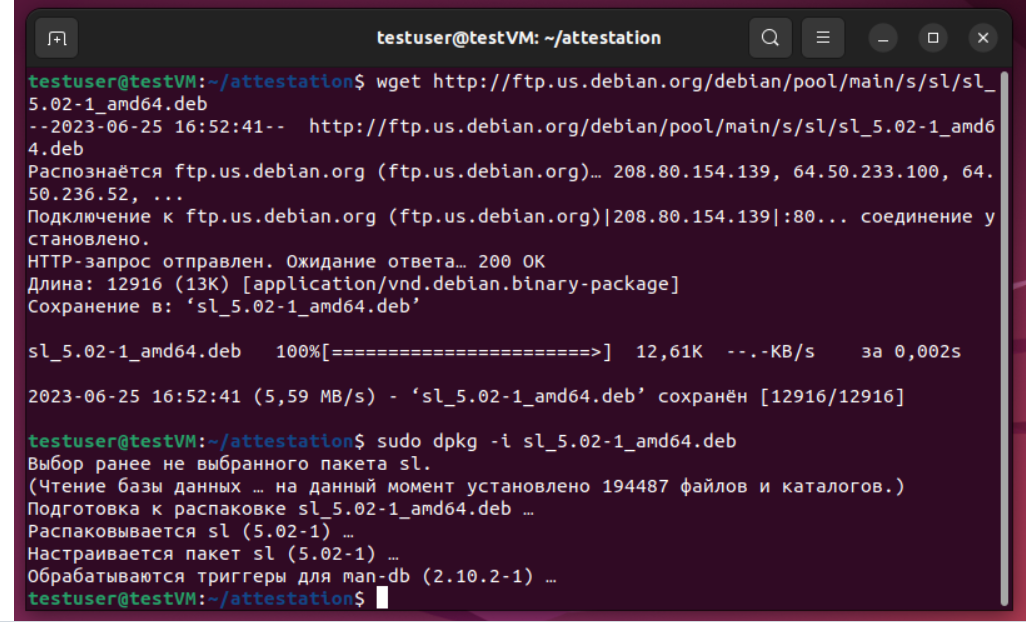 testuser@testVM: ~/attestation
testuser@testVM:~/attestation$ wget http://ftp.us.debian.org/debian/pool/main/s/sl/sl_
5.02-1_amd64.deb
--2023-06-25 16:52:41--  http://ftp.us.debian.org/debian/pool/main/s/sl/sl_5.02-1_amd6
4.deb
Распознаётся ftp.us.debian.org (ftp.us.debian.org)… 208.80.154.139, 64.50.233.100, 64.
50.236.52, ...
Подключение к ftp.us.debian.org (ftp.us.debian.org)|208.80.154.139|:80... соединение у
становлено.
HTTP-запрос отправлен. Ожидание ответа… 200 OK
Длина: 12916 (13K) [application/vnd.debian.binary-package]
Сохранение в: ‘sl_5.02-1_amd64.deb’
sl_5.02-1_amd64.deb   100%[=======================>]  12,61K  --.-KB/s    за 0,002s
2023-06-25 16:52:41 (5,59 MB/s) - ‘sl_5.02-1_amd64.deb’ сохранён [12916/12916]
testuser@testVM:~/attestation$ sudo dpkg -i sl_5.02-1_amd64.deb
Выбор ранее не выбранного пакета sl.
(Чтение базы данных … на данный момент установлено 194487 файлов и каталогов.)
Подготовка к распаковке sl_5.02-1_amd64.deb …
Распаковывается sl (5.02-1) …
Настраивается пакет sl (5.02-1) …
Обрабатываются триггеры для man-db (2.10.2-1) …
testuser@testVM:~/attestation$